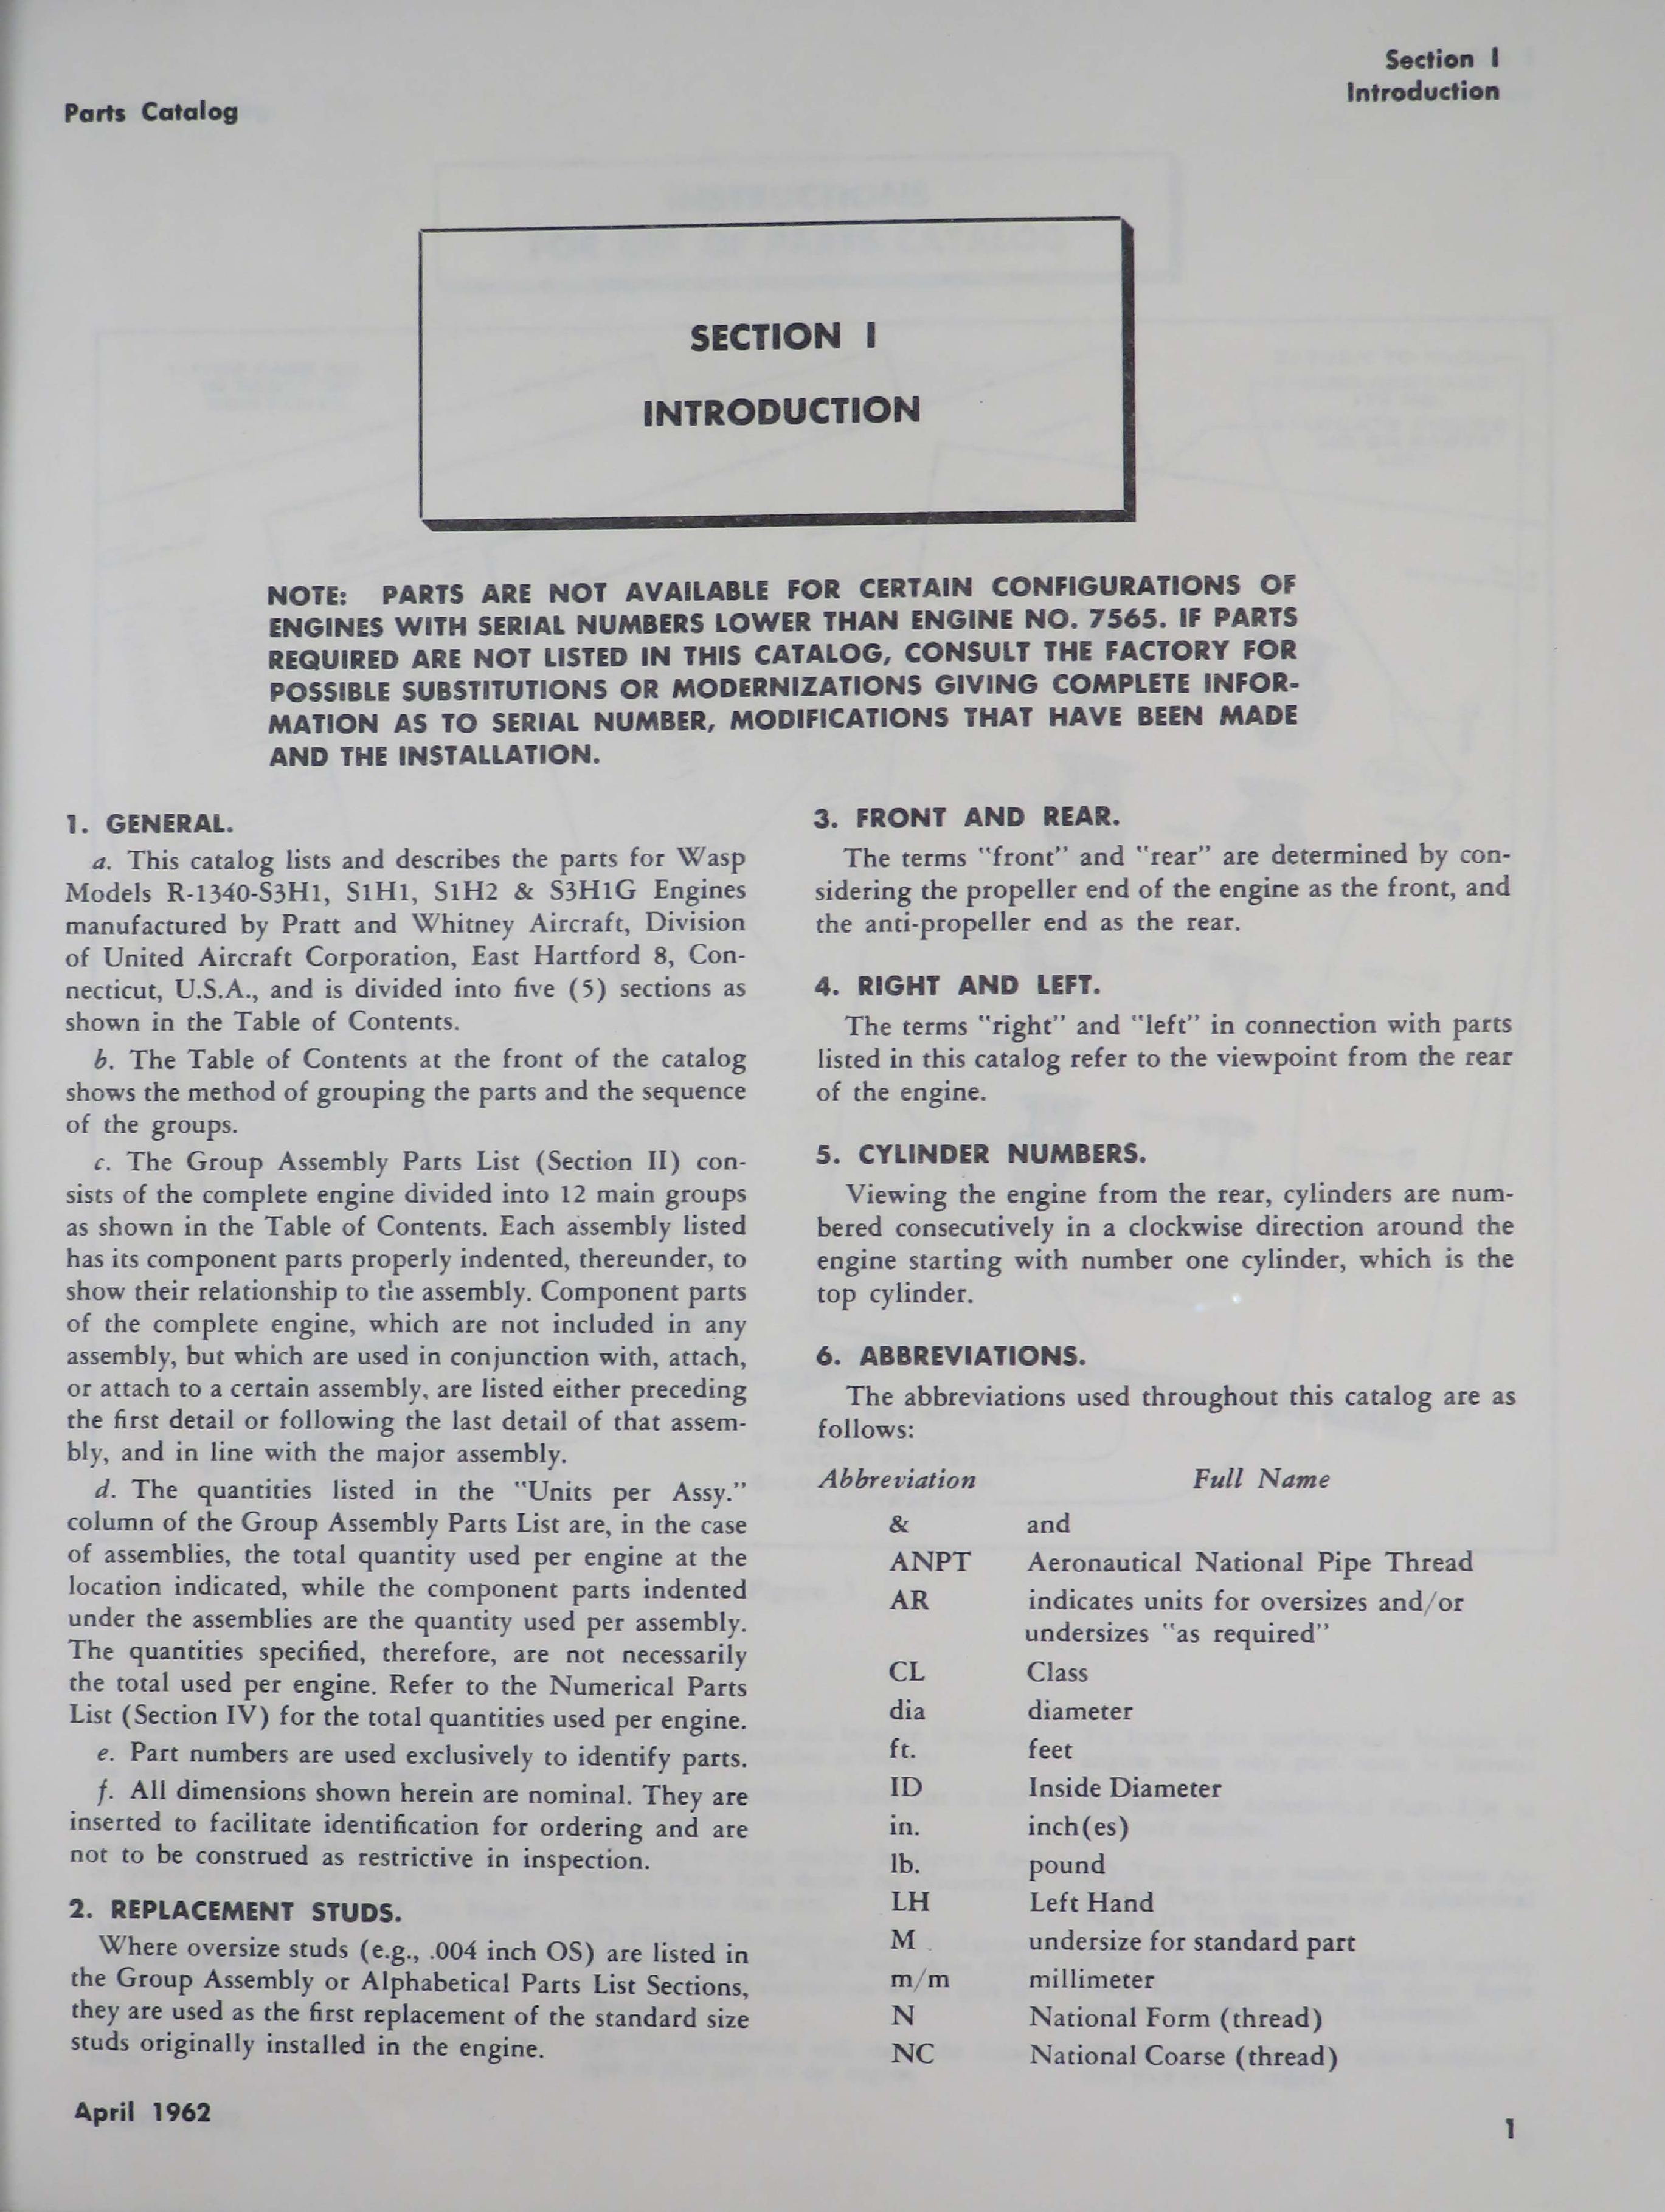 Section I
Introduction
Parts Catalog
SECTION I
INTRODUCTION
NOTE: PARTS ARE NOT AVAILABLE FOR CERTAIN CONFIGURATIONS OF
ENGINES WITH SERIAL NUMBERS LOWER THAN ENGINE NO. 7565. IF PARTS
REQUIRED ARE NOT LISTED IN THIS CATALOG, CONSULT THE FACTORY FOR
POSSIBLE SUBSTITUTIONS OR MODERNIZATIONS GIVING COMPLETE INFOR-
MATION AS TO SERIAL NUMBER, MODIFICATIONS THAT HAVE BEEN MADE
AND THE INSTALLATION.
1. GENERAL.
a. This catalog lists and describes the parts for Wasp
Models R-1340-S3H1, S1H1, S1H2 & S3H1G Engines
manufactured by Pratt and Whitney Aircraft, Division
of United Aircraft Corporation, East Hartford 8, Con-
necticut, U.S.A., and is divided into five (5) sections as
shown in the Table of Contents.
b. The Table of Contents at the front of the catalog
shows the method of grouping the parts and the sequence
of the groups.
c. The Group Assembly Parts List (Section II) con-
sists of the complete engine divided into 12 main groups
as shown in the Table of Contents. Each assembly listed
has its component parts properly indented, thereunder, to
show their relationship to the assembly. Component parts
of the complete engine, which are not included in any
assembly, but which are used in conjunction with, attach,
or attach to a certain assembly, are listed either preceding
the first detail or following the last detail of that assem-
bly, and in line with the major assembly.
d. The quantities listed in the "Units per Assy."
column of the Group Assembly Parts List are, in the case
of assemblies, the total quantity used per engine at the
location indicated, while the component parts indented
under the assemblies are the quantity used per assembly.
The quantities specified, therefore, are not necessarily
the total used per engine. Refer to the Numerical Parts
List (Section IV) for the total quantities used per engine.
e. Part numbers are used exclusively to identify parts.
f. All dimensions shown herein are nominal. They are
inserted to facilitate identification for ordering and are
not to be construed as restrictive in inspection.
2. REPLACEMENT STUDS.
Where oversize studs (e.g., .004 inch OS) are listed in
the Group Assembly or Alphabetical Parts List Sections,
they are used as the first replacement of the standard size
studs originally installed in the engine.
3. FRONT AND REAR.
The terms "front" and "rear" are determined by con-
sidering the propeller end of the engine as the front, and
the anti-propeller end as the rear.
4. RIGHT AND LEFT.
The terms "right" and "left" in connection with parts
listed in this catalog refer to the viewpoint from the rear
of the engine.
5. CYLINDER NUMBERS.
Viewing the engine from the rear, cylinders are num-
bered consecutively in a clockwise direction around the
engine starting with number one cylinder, which is the
top cylinder.
6. ABBREVIATIONS.
The abbreviations used throughout this catalog are as
follows:
Abbreviation Full Name
& and
ANPT Aeronautical National Pipe Thread
AR indicates units for oversizes and/or
undersizes "as required"
CL Class
dia diameter
ft. feet
ID Inside Diameter
in. inch(es)
lb. pound
LH Left Hand
M undersize for standard part
m/m millimeter
N National Form (thread)
NC National Coarse (thread)
April 1962
1